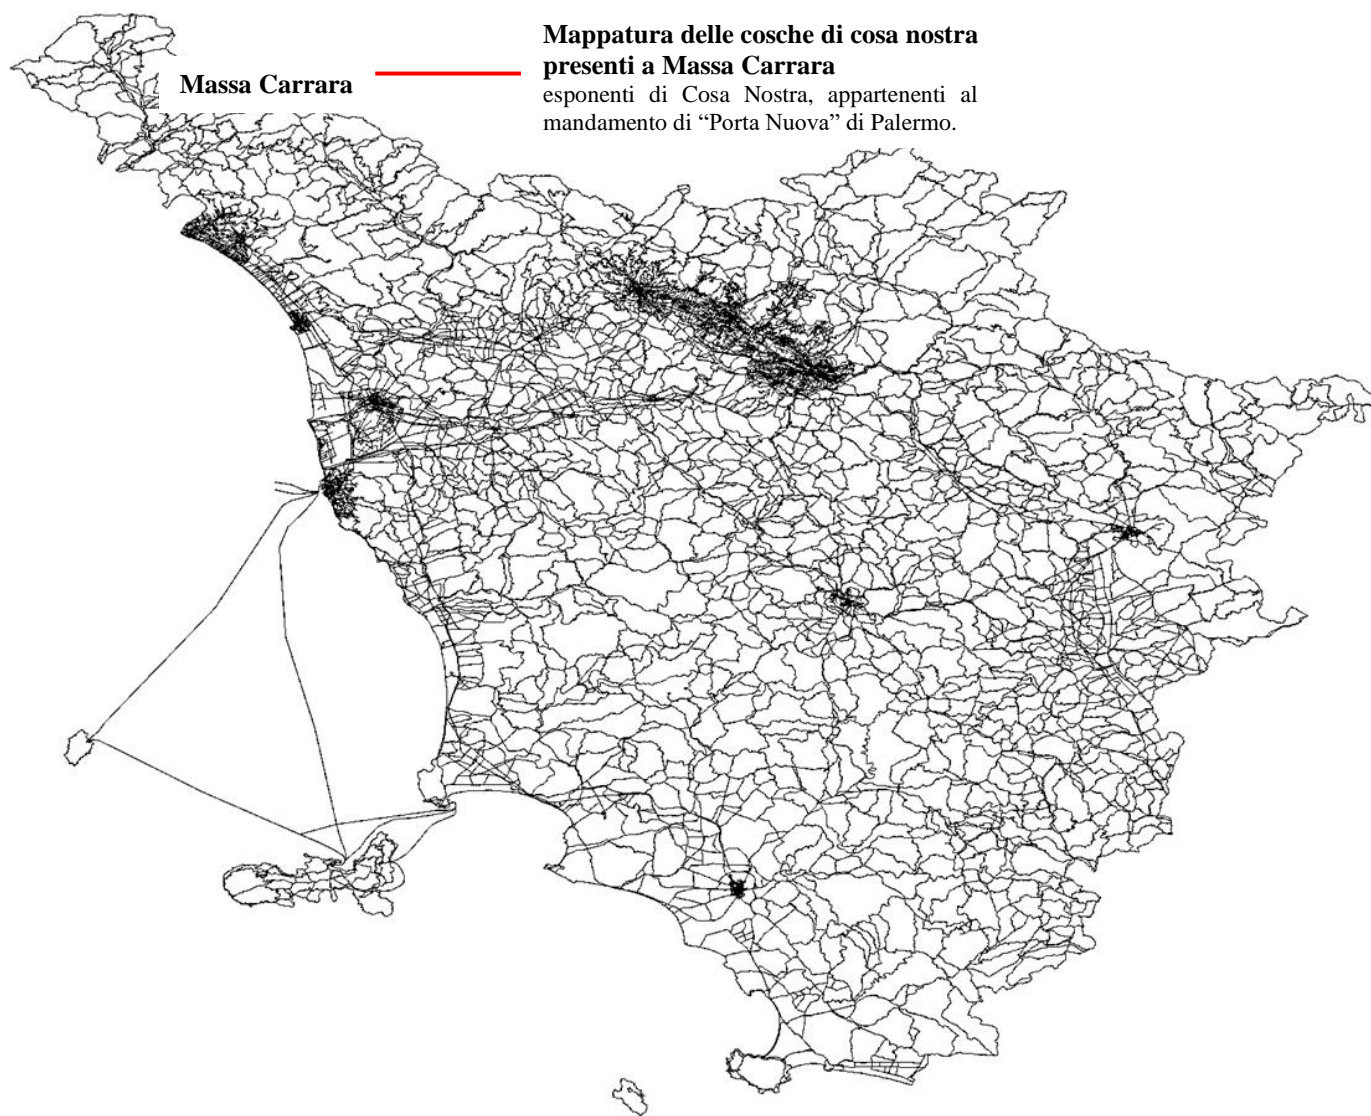 Massa Carrara
Mappatura delle cosche di cosa nostra
presenti a Massa Carrara
esponenti di Cosa Nostra, appartenenti al
mandamento di “Porta Nuova” di Palermo.